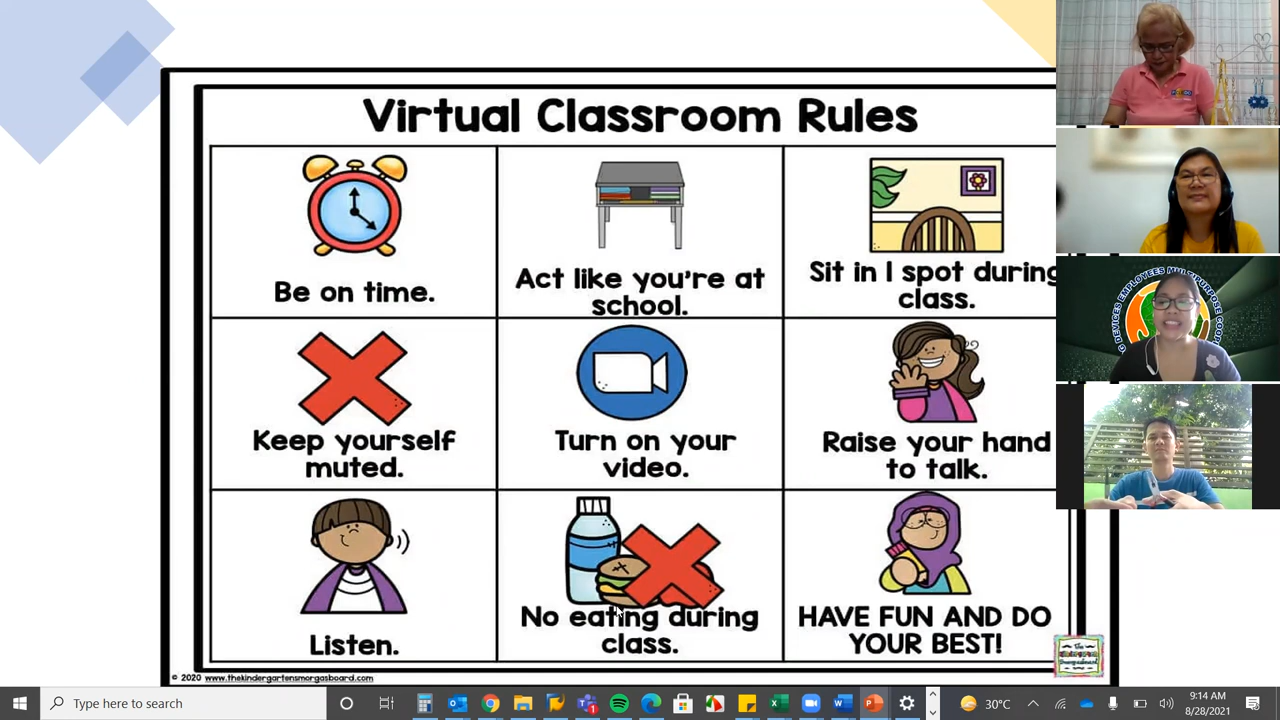 Virtual Classroom Rules
Be on time.
Act like you're at
school.
Sit in 1 spot during
class.
Keep yourself
muted.
Turn on your
video.
Raise your hand
to talk.
Listen.
No eating during
class.
HAVE FUN AND DO
YOUR BEST!
© 2020 www.thekindergartensmorgasboard.com
Type here to search
30°C
9:14 AM
8/28/2021